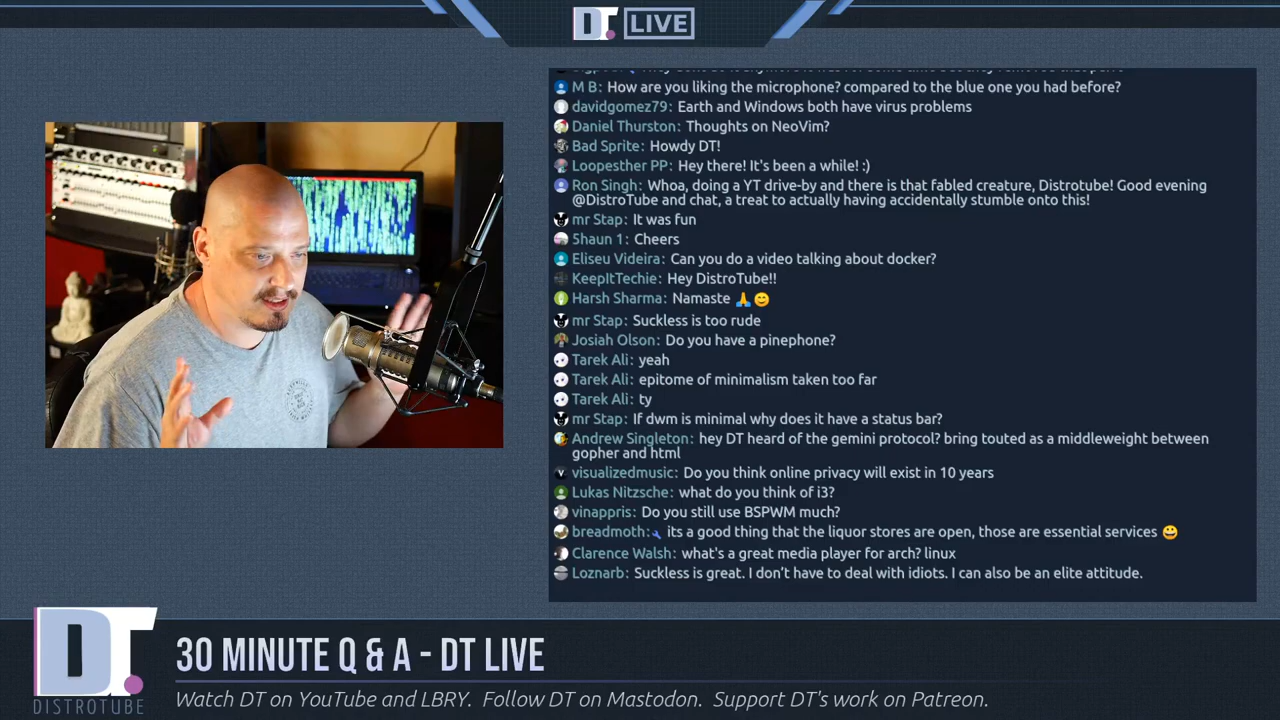 DT. LIVE
M B: How are you liking the microphone? compared to the blue one you had before?
davidgomez79: Earth and Windows both have virus problems
Daniel Thurston: Thoughts on NeoVim?
Bad Sprite: Howdy DT!
Loopesther PP: Hey there! It's been a while! :)
Ron Singh: Whoa, doing a YT drive-by and there is that fabled creature, Distrotube! Good evening
@DistroTube and chat, a treat to actually having accidentally stumble onto this!
mr Stap: It was fun
Shaun 1: Cheers
Eliseu Videira: Can you do a video talking about docker?
KeepItTechie: Hey DistroTube!!
Harsh Sharma: Namaste 🙏😊
mr Stap: Suckless is too rude
Josiah Olson: Do you have a pinephone?
Tarek Ali: yeah
Tarek Ali: epitome of minimalism taken too far
Tarek Ali: ty
mr Stap: If dwm is minimal why does it have a status bar?
Andrew Singleton: hey DT heard of the gemini protocol? bring touted as a middleweight between
gopher and html
visualizedmusic: Do you think online privacy will exist in 10 years
Lukas Nitzsche: what do you think of i3?
vinappris: Do you still use BSPWM much?
breadmoth: its a good thing that the liquor stores are open, those are essential services 😀
Clarence Walsh: what's a great media player for arch? linux
Loznarb: Suckless is great. I don't have to deal with idiots. I can also be an elite attitude.
DT.
DISTROTUBE
30 MINUTE Q & A - DT LIVE
Watch DT on YouTube and LBRY. Follow DT on Mastodon. Support DT's work on Patreon.